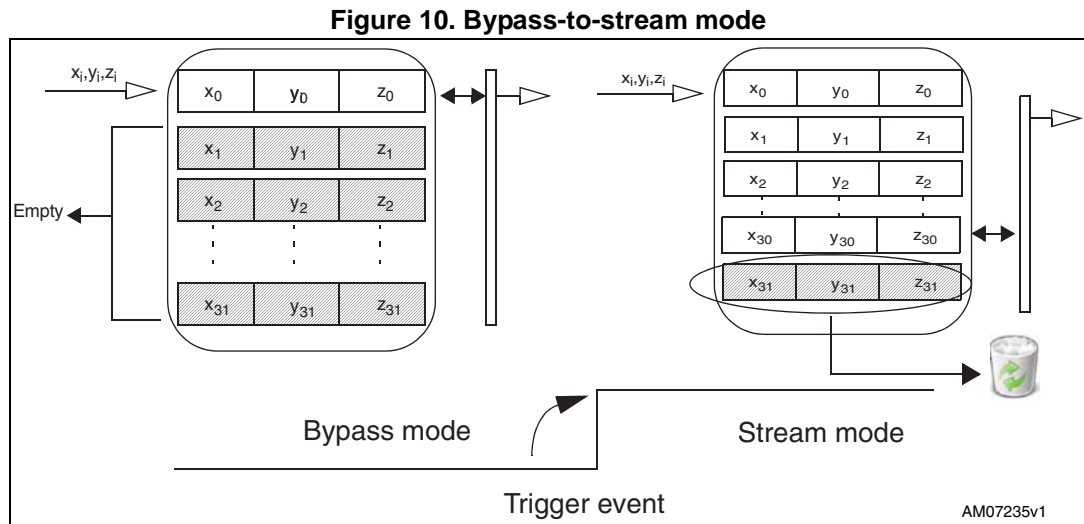 Figure 10. Bypass-to-stream mode
xᵢ,yᵢ,zᵢ
x₀ y₀ z₀
x₁ y₁ z₁
x₂ y₂ z₂
x₃₁ y₃₁ z₃₁
Empty
xᵢ,yᵢ,zᵢ
x₀ y₀ z₀
x₁ y₁ z₁
x₂ y₂ z₂
x₃₀ y₃₀ z₃₀
x₃₁ y₃₁ z₃₁
Bypass mode
Stream mode
Trigger event
AM07235v1